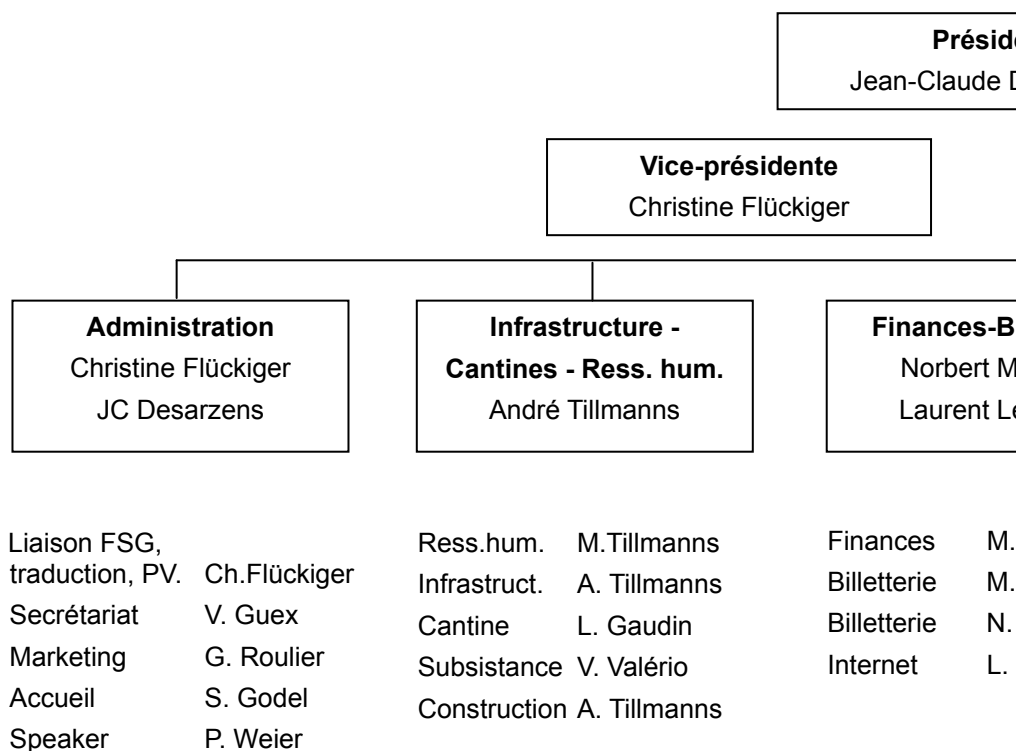 Présid
Jean-Claude D
Vice-présidente
Christine Flückiger
Administration
Christine Flückiger
JC Desarzens
Infrastructure -
Cantines - Ress. hum.
André Tillmanns
Finances-B
Norbert M
Laurent Le
Liaison FSG,
traduction, PV. Ch.Flückiger
Secrétariat V. Guex
Marketing G. Roulier
Accueil S. Godel
Speaker P. Weier
Ress.hum. M.Tillmanns
Infrastruct. A. Tillmanns
Cantine L. Gaudin
Subsistance V. Valério
Construction A. Tillmanns
Finances M.
Billetterie M.
Billetterie N.
Internet L.